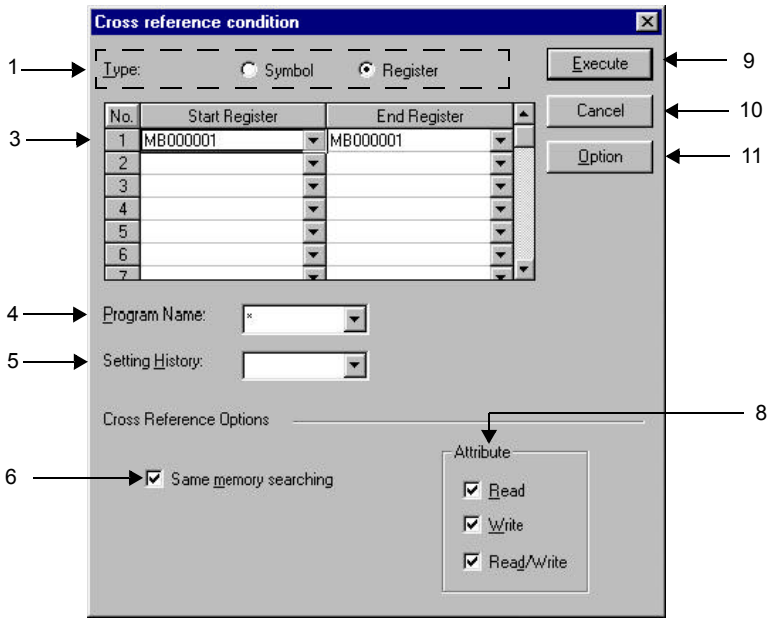 Cross reference condition
1 Type: Symbol Register Execute 9
No. Start Register End Register Cancel 10
3 1 MB000001 MB000001
2 Option 11
3
4
5
6
7
4 Program Name: *
5 Setting History:
Cross Reference Options 8
Attribute
6 Same memory searching Read
Write
Read/Write